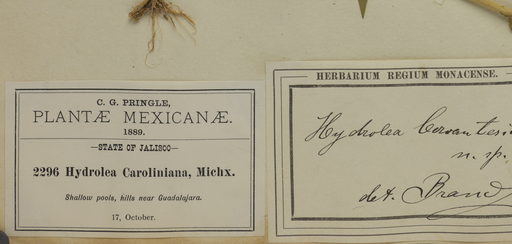 C. G. PRINGLE,
PLANTÆ MEXICANÆ.
1889.
—STATE OF JALISCO—
2296 Hydrolea Caroliniana, Michx.
Shallow pools, hills near Guadalajara.
17, October.
HERBARIUM REGIUM MONACENSE.
Hydrolea
n. sp.
det. Brand